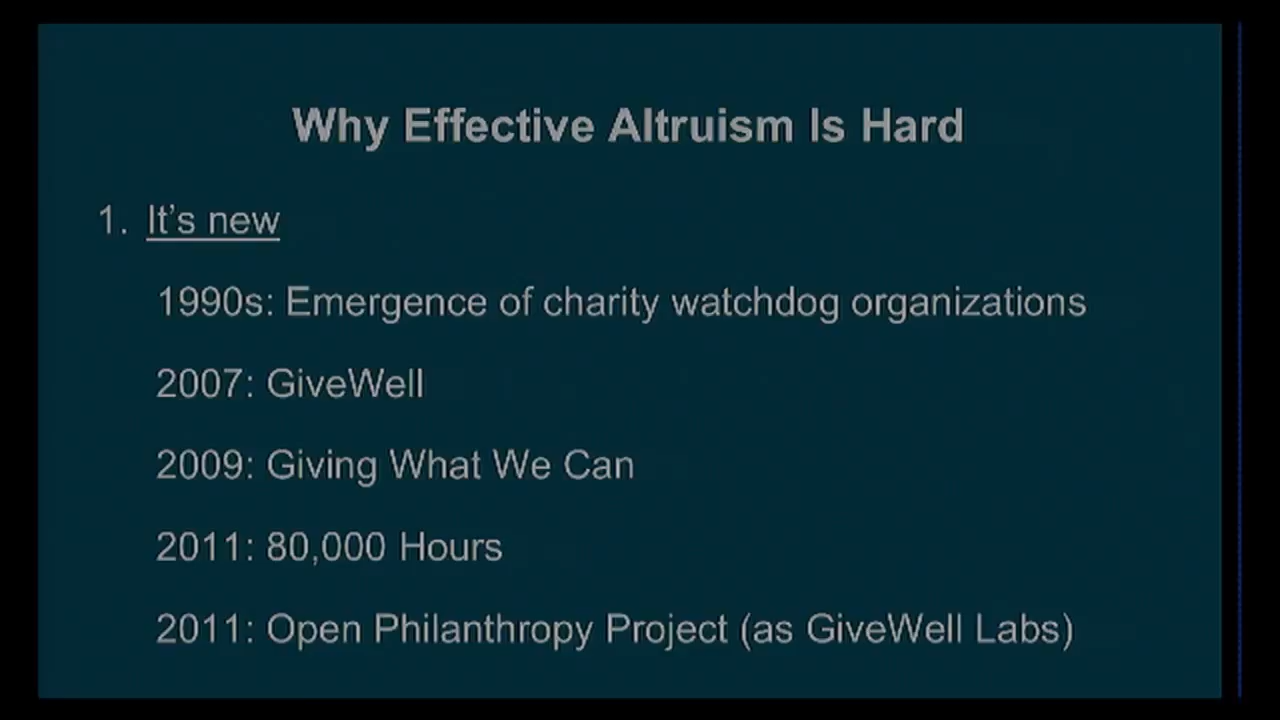 Why Effective Altruism Is Hard
1. It's new
1990s: Emergence of charity watchdog organizations
2007: GiveWell
2009: Giving What We Can
2011: 80,000 Hours
2011: Open Philanthropy Project (as GiveWell Labs)